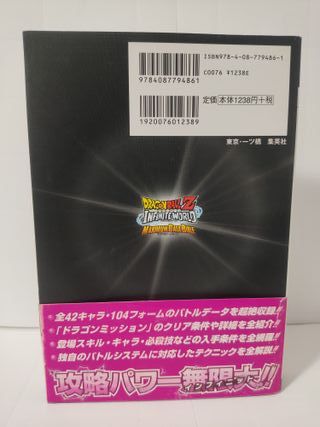 ISBN978-4-08-779486-1
C0076 ¥1238E
9784087794861
定価 本体1238円+税
1920076012389
東京・一ツ橋 集英社
DRAGON BALL Z
INFINITE WORLD
全42キャラ・104フォームのバトルデータを超絶収録!!
「ドラゴンミッション」のクリア条件や詳細を全紹介!!
登場スキル・キャラ・必殺技などの入手条件を全網羅!!
独自のバトルシステムに対応したテクニックを全解説!!
攻略パワー無限大!!